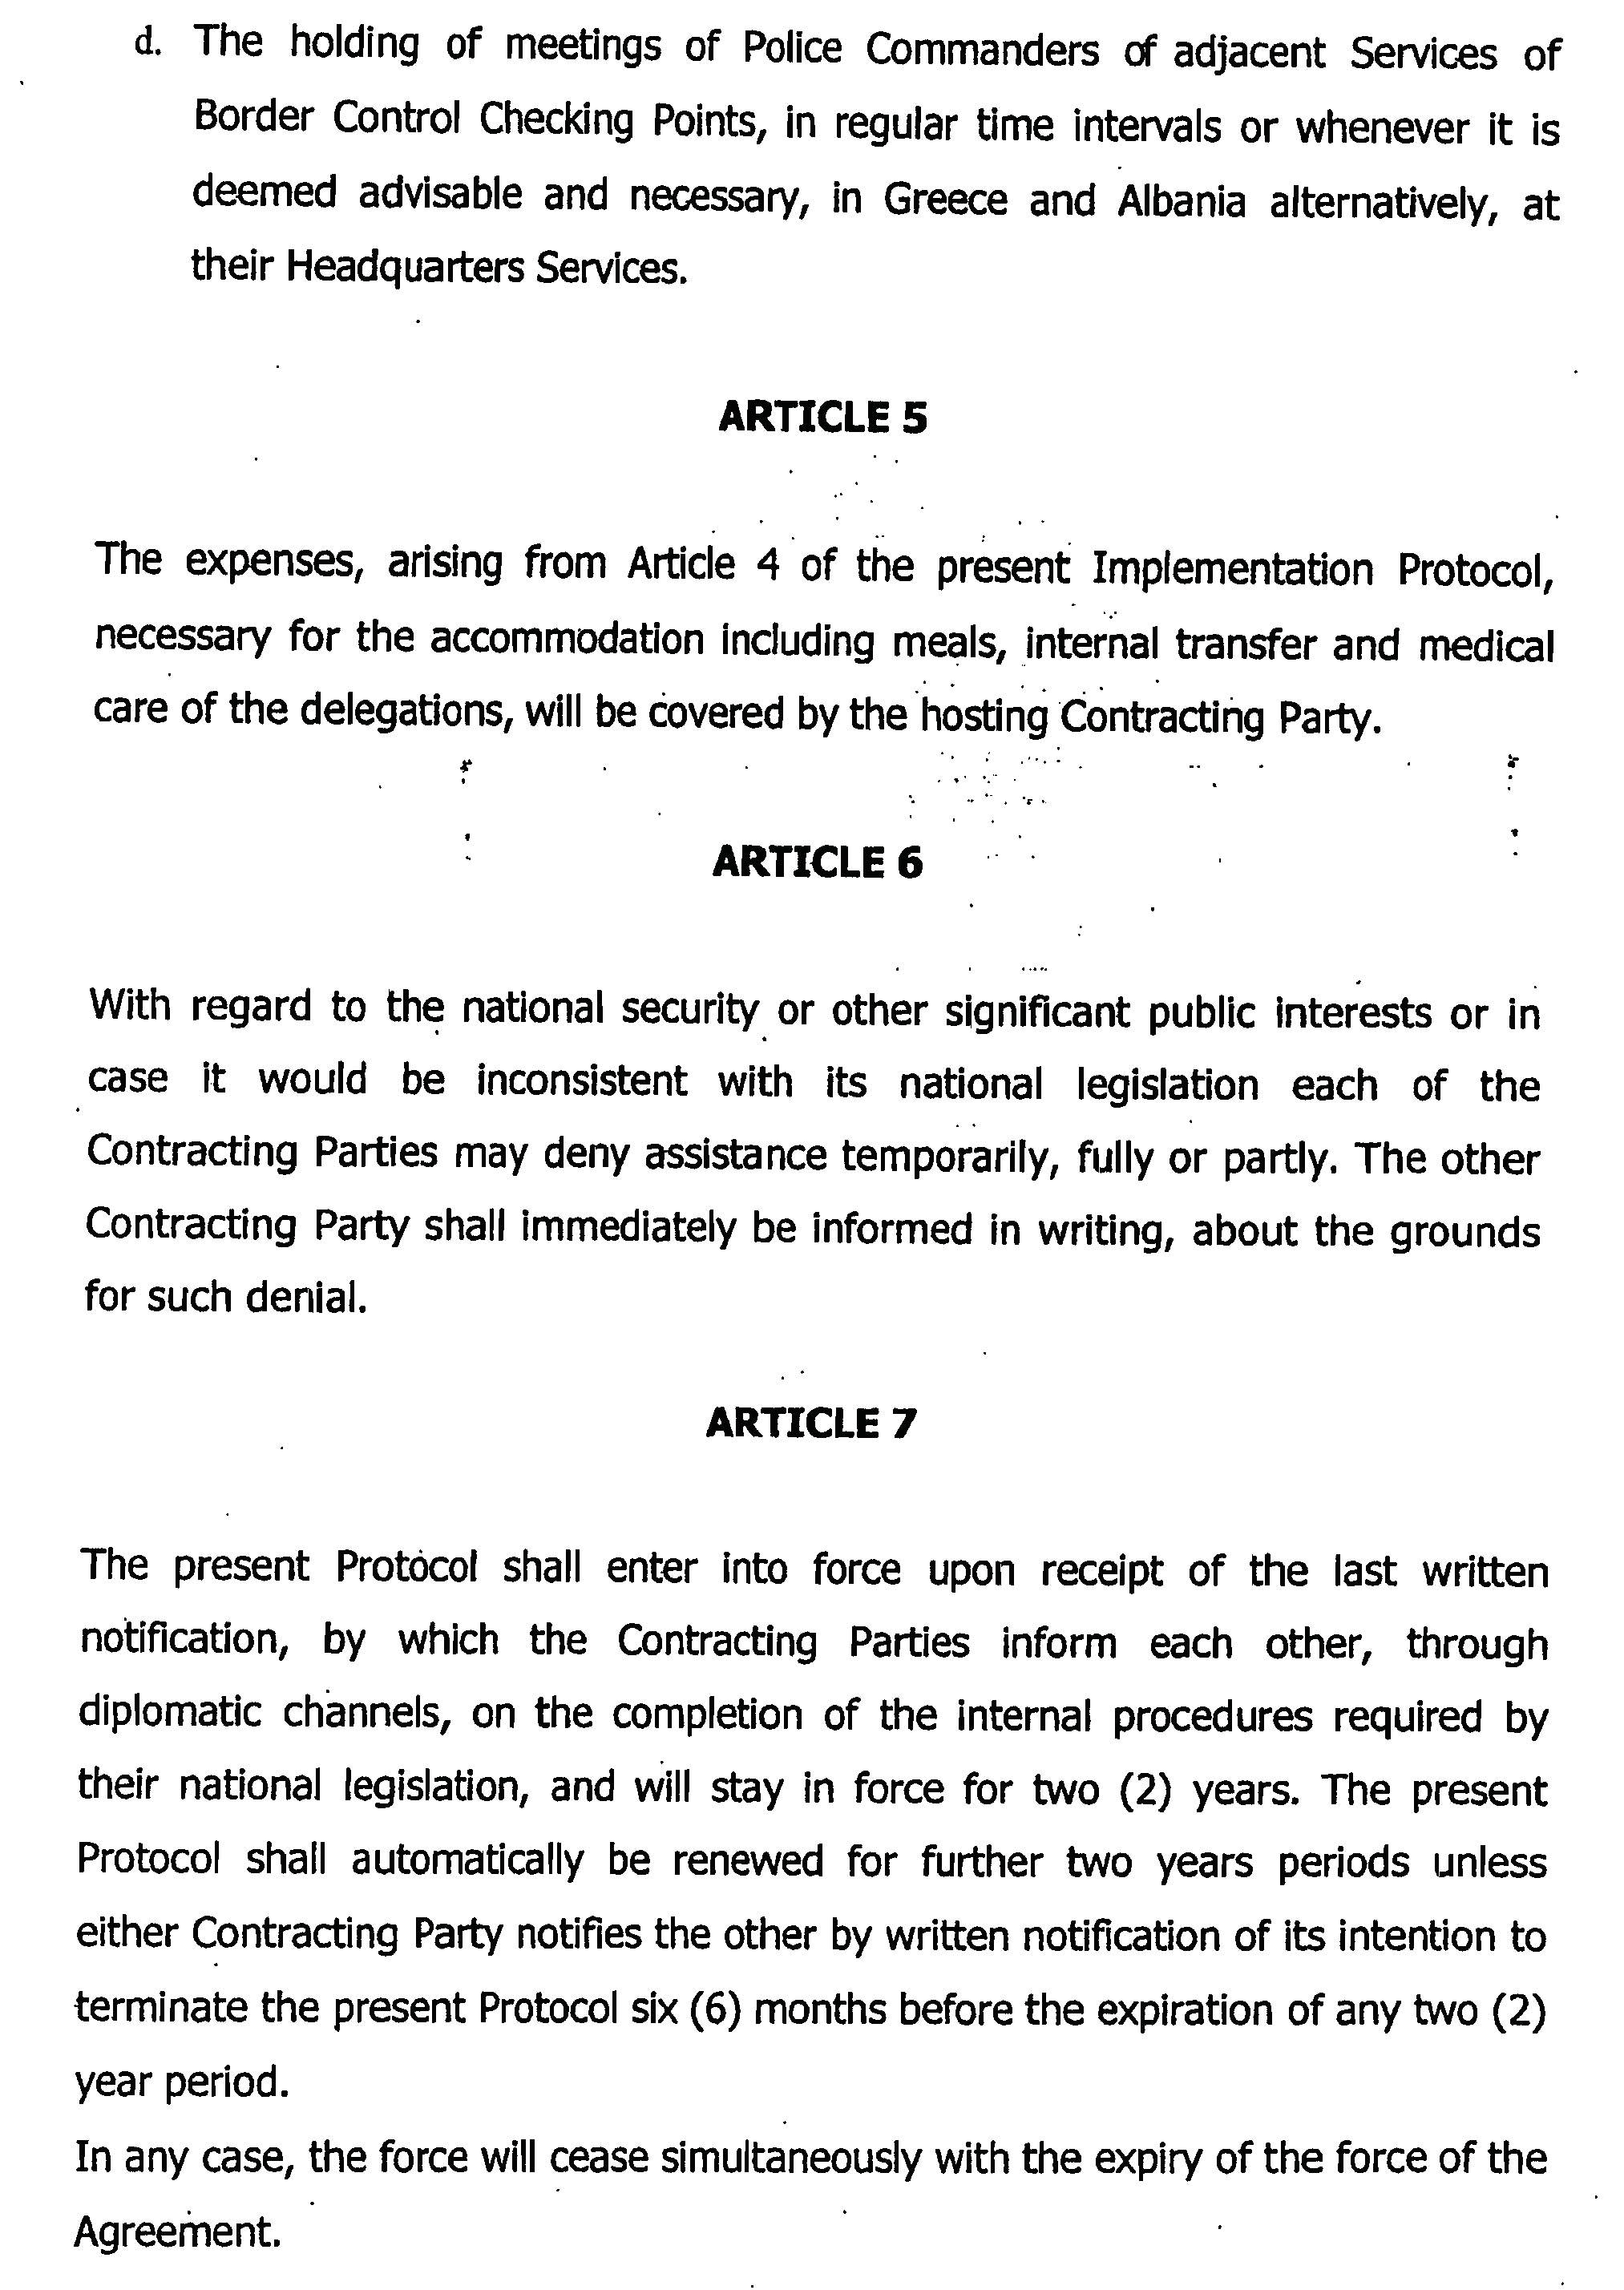 d. The holding of meetings of Police Commanders of adjacent Services of
Border Control Checking Points, in regular time intervals or whenever it is
deemed advisable and necessary, in Greece and Albania alternatively, at
their Headquarters Services.
ARTICLE 5
The expenses, arising from Article 4 of the present Implementation Protocol,
necessary for the accommodation including meals, internal transfer and medical
care of the delegations, will be covered by the hosting Contracting Party.
ARTICLE 6
With regard to the national security or other significant public interests or in
case it would be inconsistent with its national legislation each of the
Contracting Parties may deny assistance temporarily, fully or partly. The other
Contracting Party shall immediately be informed in writing, about the grounds
for such denial.
ARTICLE 7
The present Protocol shall enter into force upon receipt of the last written
notification, by which the Contracting Parties inform each other, through
diplomatic channels, on the completion of the internal procedures required by
their national legislation, and will stay in force for two (2) years. The present
Protocol shall automatically be renewed for further two years periods unless
either Contracting Party notifies the other by written notification of its intention to
terminate the present Protocol six (6) months before the expiration of any two (2)
year period.
In any case, the force will cease simultaneously with the expiry of the force of the
Agreement.